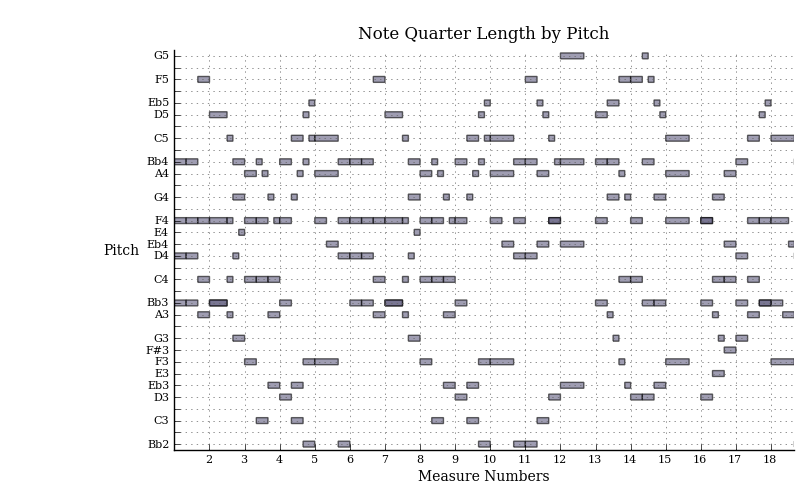 Note Quarter Length by Pitch
G5
F5
Eb5
D5
C5
Bb4
A4
G4
F4
E4
Eb4
Pitch
D4
C4
Bb3
A3
G3
F#3
F3
E3
Eb3
D3
C3
Bb2
2 3 4 5 6 7 8 9 10 11 12 13 14 15 16 17 18
Measure Numbers